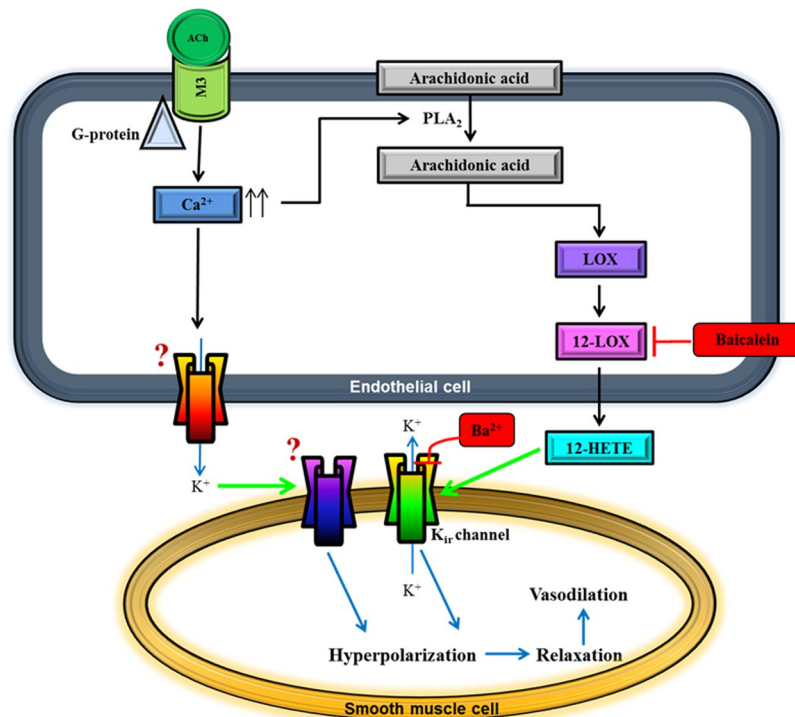 ACh
M3
G-protein
Arachidonic acid
PLA₂
Arachidonic acid
Ca²⁺
LOX
12-LOX
Baicalein
?
Endothelial cell
K⁺
Ba²⁺
12-HETE
?
K⁺
Kir channel
K⁺
Vasodilation
Hyperpolarization
Relaxation
Smooth muscle cell